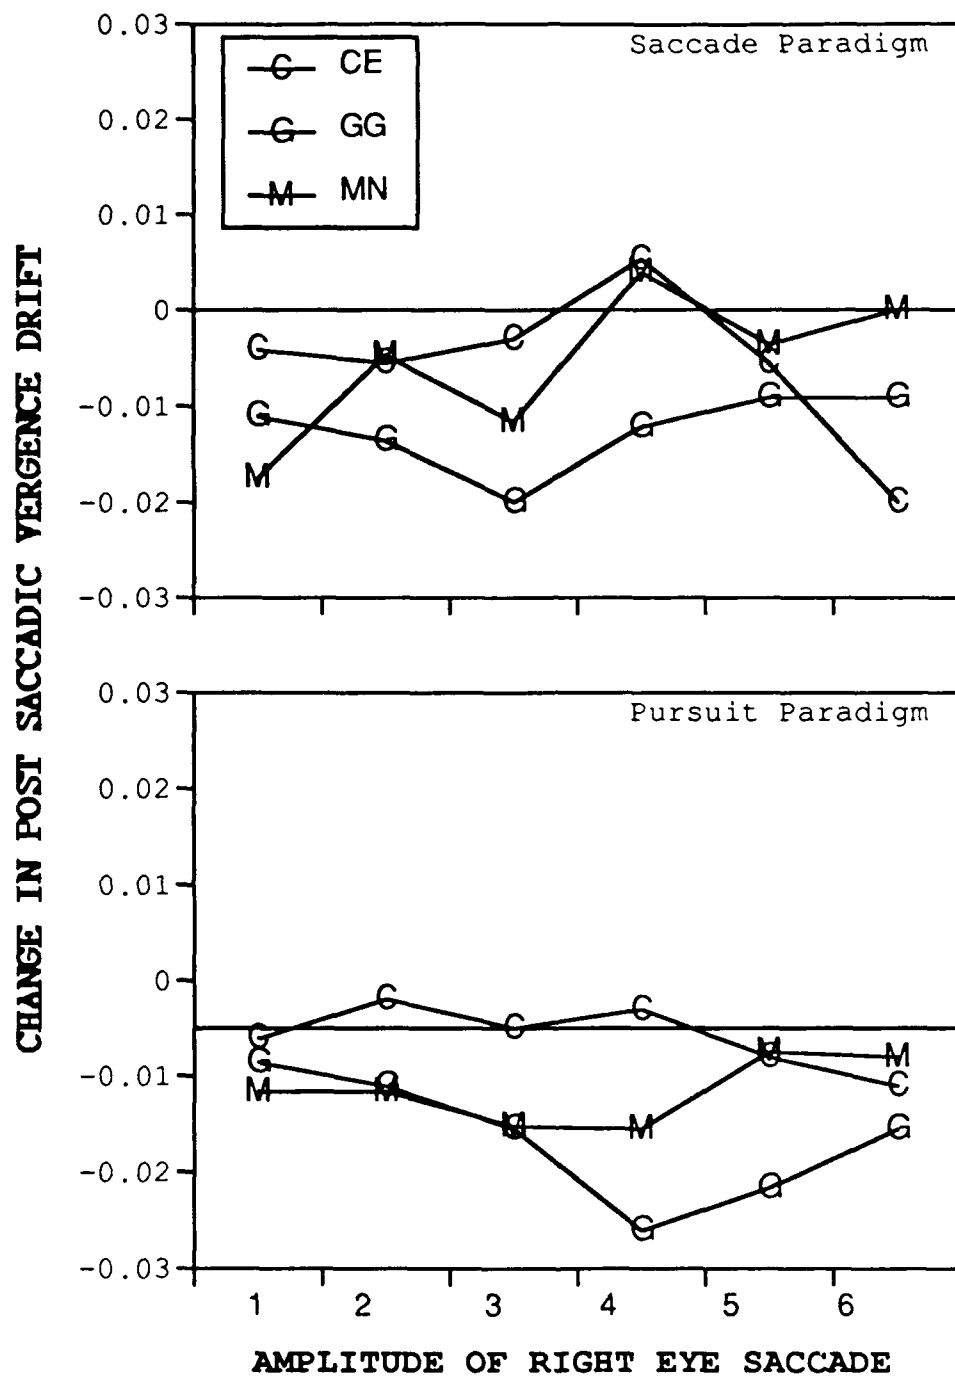 CHANGE IN POST SACCADIC VERGENCE DRIFT
0.03
Saccade Paradigm
C CE
G GG
M MN
0.02
0.01
0
-0.01
-0.02
-0.03
0.03
Pursuit Paradigm
0.02
0.01
0
-0.01
-0.02
-0.03
1 2 3 4 5 6
AMPLITUDE OF RIGHT EYE SACCADE